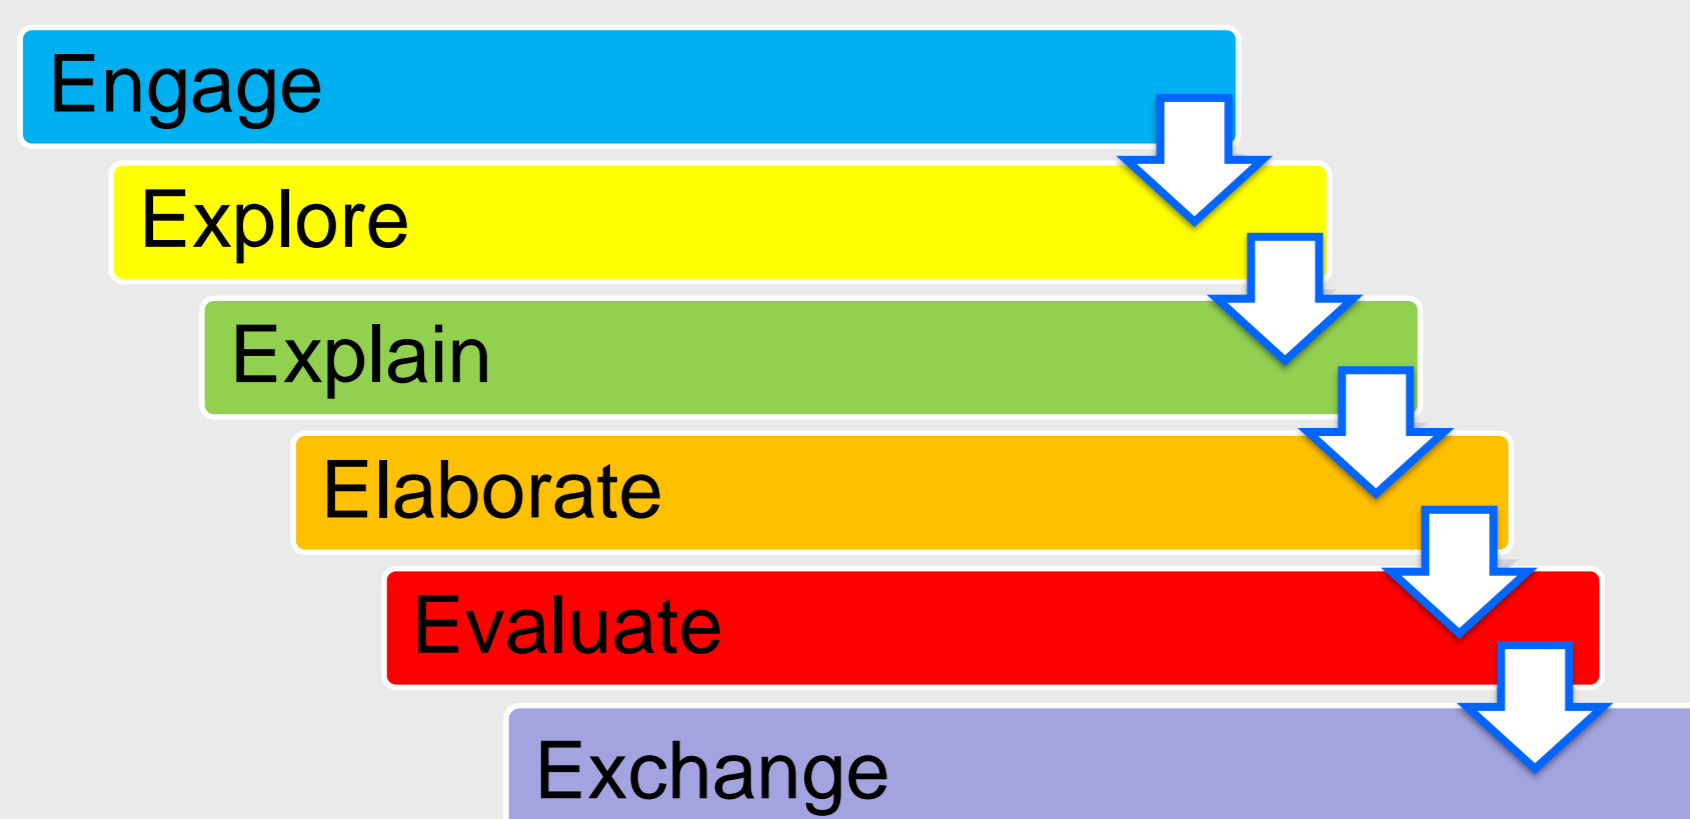 Engage
Explore
Explain
Elaborate
Evaluate
Exchange